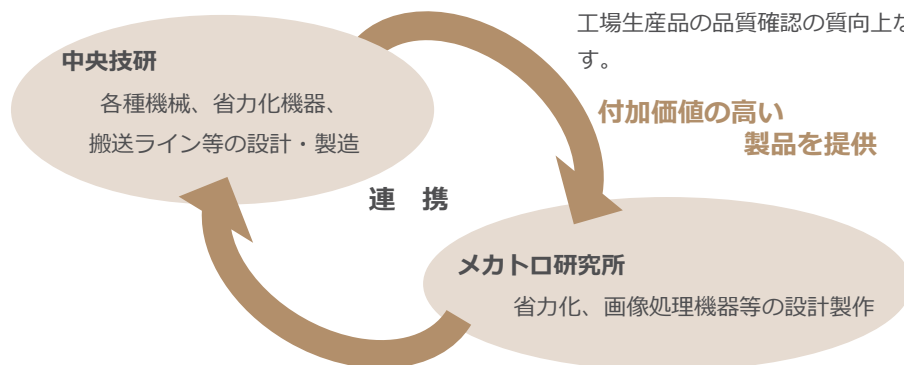 工場生産品の品質確認の質向上な
す。
中央技研
各種機械、省力化機器、
搬送ライン等の設計・製造
付加価値の高い
製品を提供
連　携
メカトロ研究所
省力化、画像処理機器等の設計製作